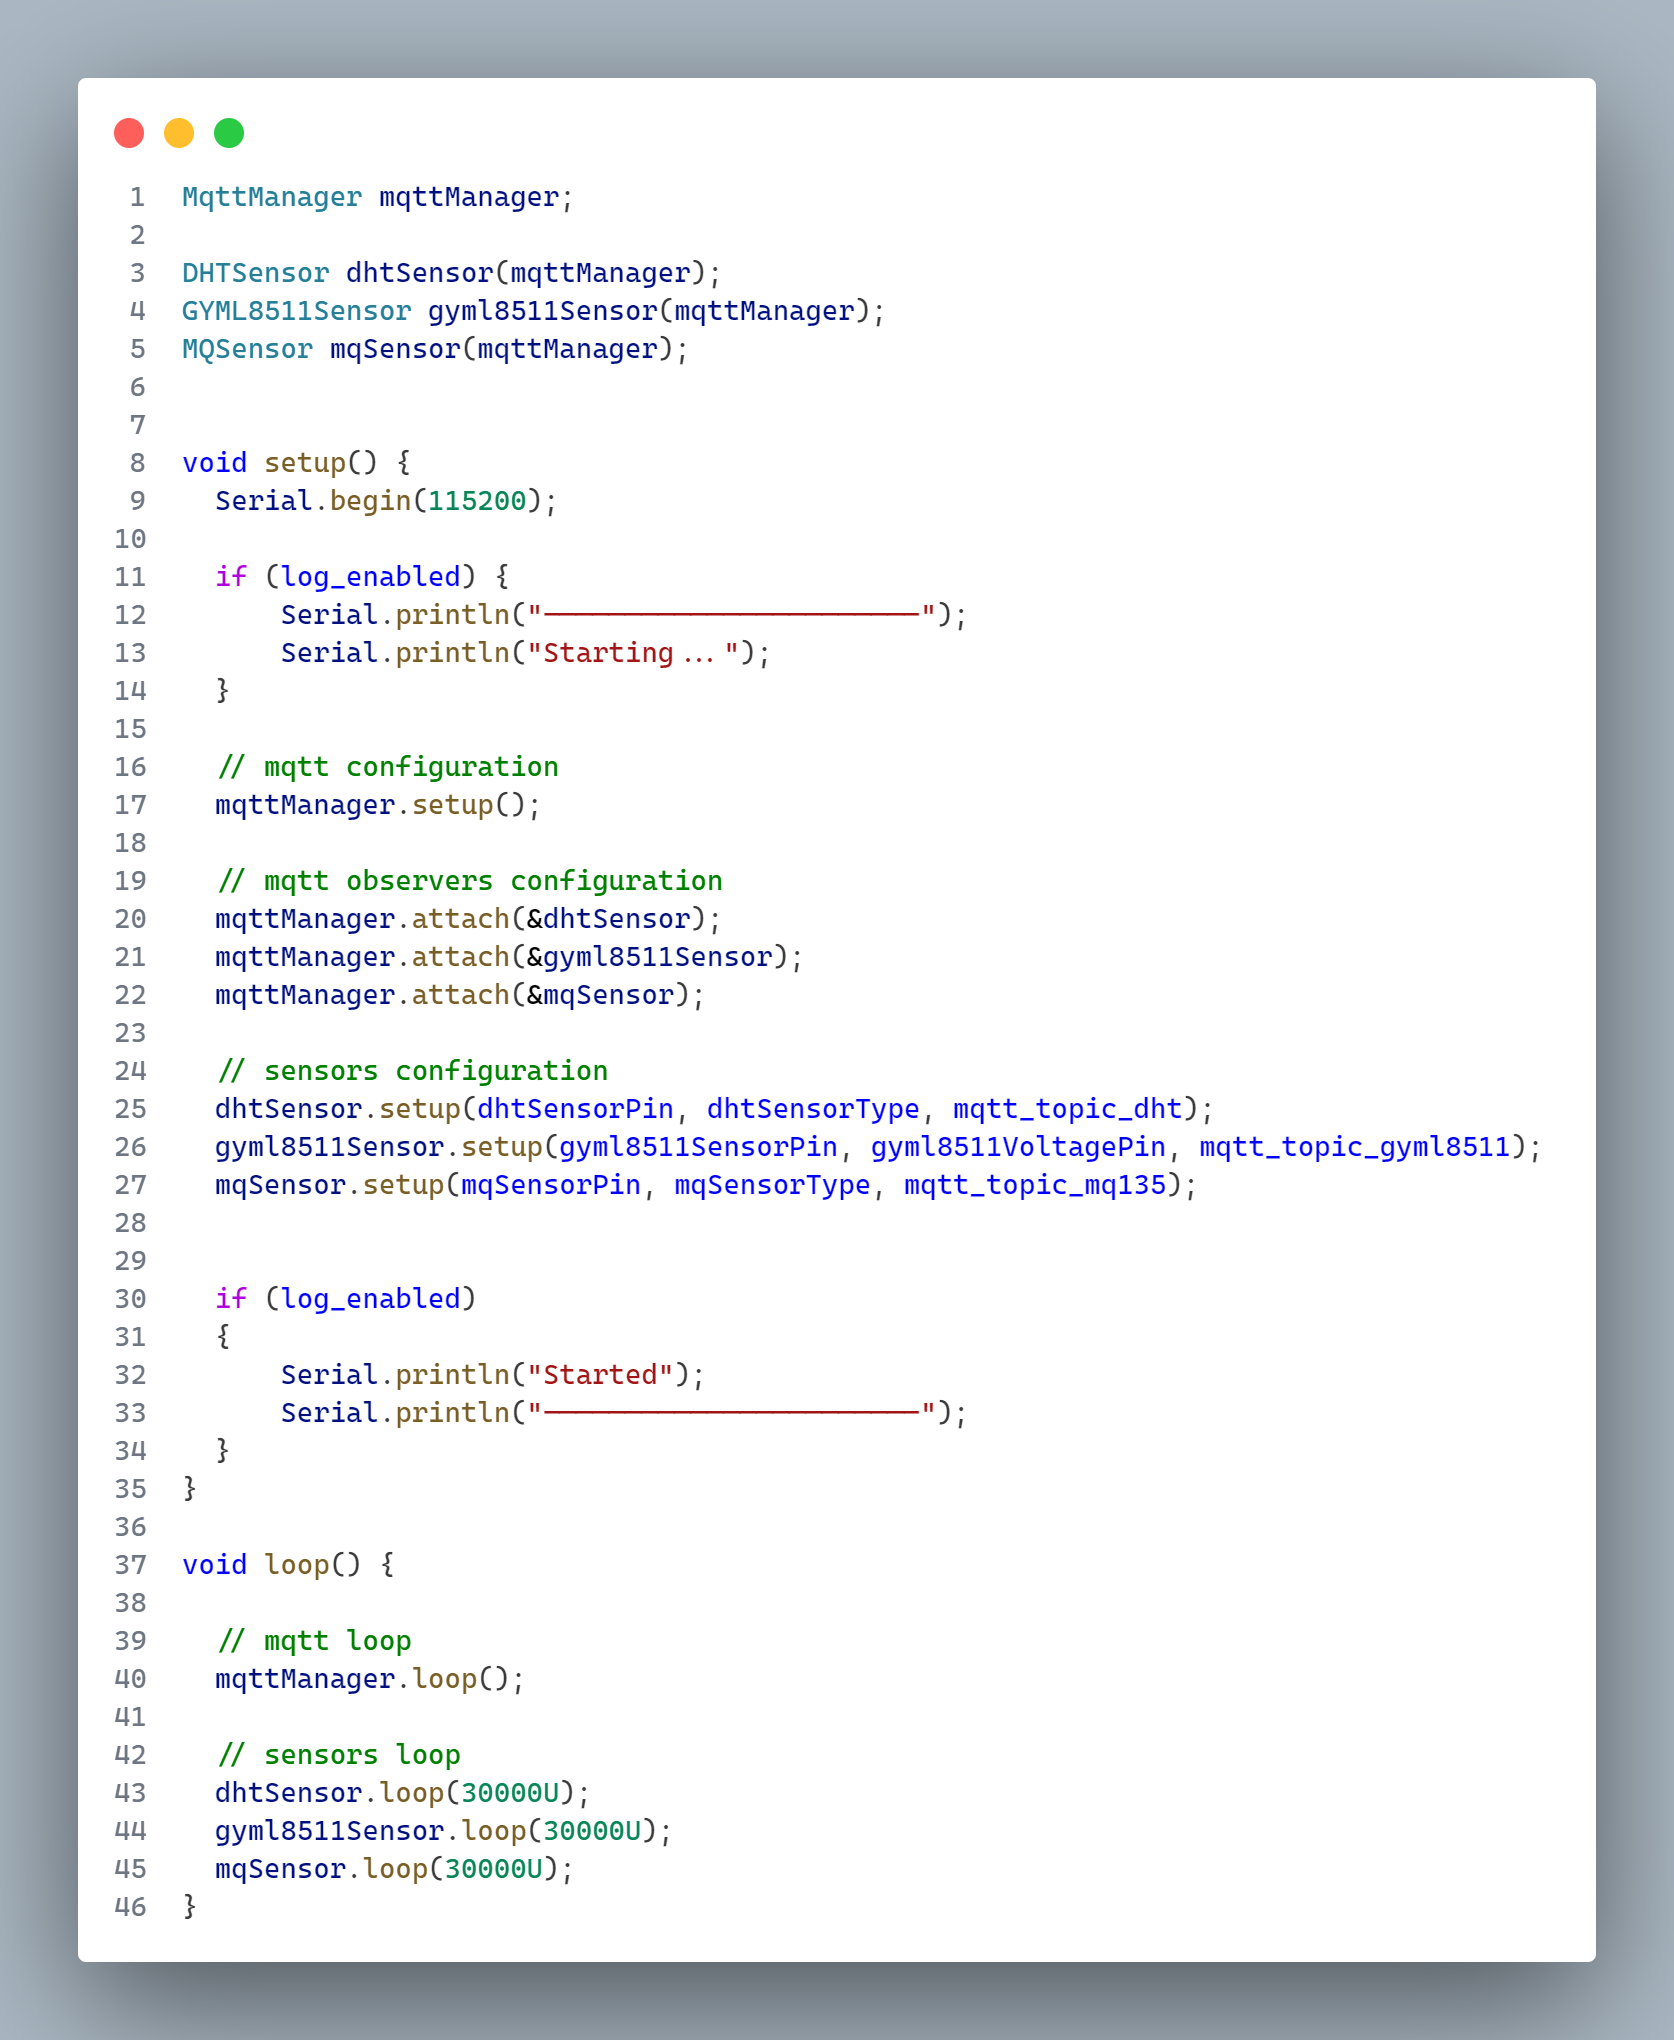 1 MqttManager mqttManager;
2
3 DHTSensor dhtSensor(mqttManager);
4 GYML8511Sensor gyml8511Sensor(mqttManager);
5 MQSensor mqSensor(mqttManager);
6
7
8 void setup() {
9   Serial.begin(115200);
10
11   if (log_enabled) {
12       Serial.println("-----------------------");
13       Serial.println("Starting...");
14   }
15
16   // mqtt configuration
17   mqttManager.setup();
18
19   // mqtt observers configuration
20   mqttManager.attach(&dhtSensor);
21   mqttManager.attach(&gyml8511Sensor);
22   mqttManager.attach(&mqSensor);
23
24   // sensors configuration
25   dhtSensor.setup(dhtSensorPin, dhtSensorType, mqtt_topic_dht);
26   gyml8511Sensor.setup(gyml8511SensorPin, gyml8511VoltagePin, mqtt_topic_gyml8511);
27   mqSensor.setup(mqSensorPin, mqSensorType, mqtt_topic_mq135);
28
29
30   if (log_enabled)
31   {
32       Serial.println("Started");
33       Serial.println("-----------------------");
34   }
35 }
36
37 void loop() {
38
39   // mqtt loop
40   mqttManager.loop();
41
42   // sensors loop
43   dhtSensor.loop(30000U);
44   gyml8511Sensor.loop(30000U);
45   mqSensor.loop(30000U);
46 }